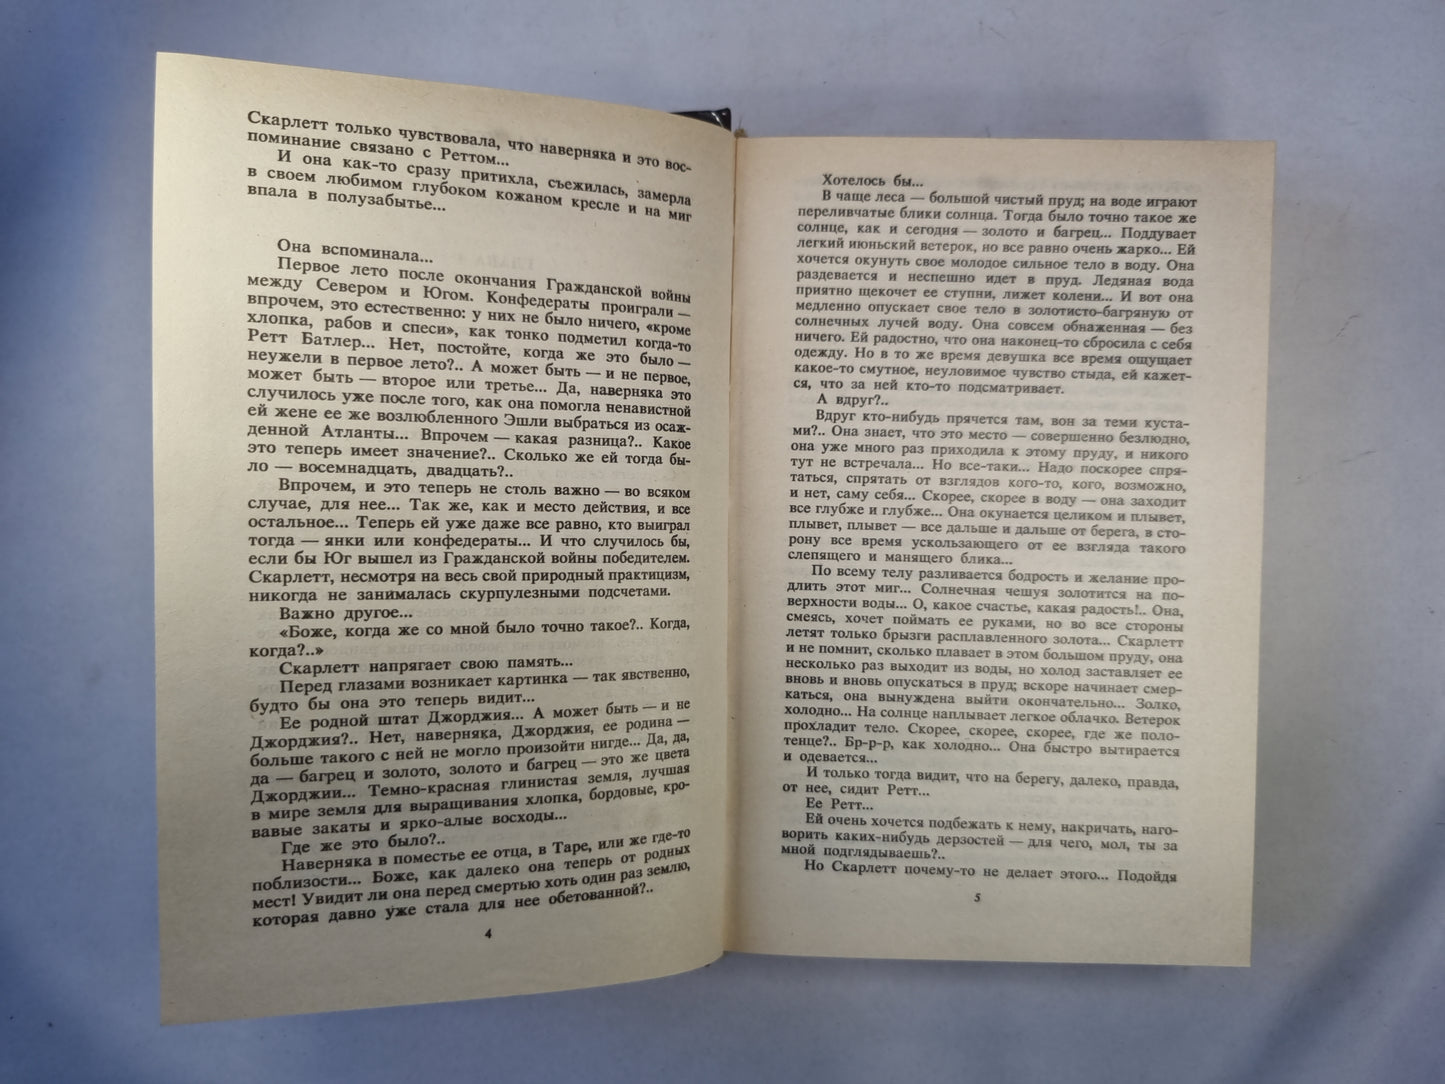 Скарлетт только чувствовала, что наверняка и это вос-
поминание связано с Реттом...
И она как-то сразу притихла, съежилась, замерла
в своем любимом глубоком кожаном кресле и на миг
впала в полузабытье...
Она вспоминала...
Первое лето после окончания Гражданской войны
между Севером и Югом. Конфедераты проиграли —
впрочем, это естественно: у них не было ничего, «кроме
хлопка, рабов и спеси», как тонко подметил когда-то
Ретт Батлер... Нет, постойте, когда же это было —
неужели в первое лето?.. А может быть — и не первое,
может быть — второе или третье... Да, наверняка это
случилось уже после того, как она помогла ненавистной
ей жене ее же возлюбленного Эшли выбраться из осаж-
денной Атланты... Впрочем — какая разница?.. Какое
это теперь имеет значение?.. Сколько же ей тогда бы-
ло — восемнадцать, двадцать?..
Впрочем, и это теперь не столь важно — во всяком
случае, для нее... Так же, как и место действия, и все
остальное... Теперь ей уже даже все равно, кто выиграл
тогда — янки или конфедераты... И что случилось бы,
если бы Юг вышел из Гражданской войны победителем.
Скарлетт, несмотря на весь свой природный практицизм,
никогда не занималась скурпулезными подсчетами.
Важно другое...
«Боже, когда же со мной было точно такое?.. Когда,
когда?..»
Скарлетт напрягает свою память...
Перед глазами возникает картинка — так явственно,
будто бы она это теперь видит...
Ее родной штат Джорджия... А может быть — и не
Джорджия?.. Нет, наверняка, Джорджия, ее родина —
больше такого с ней не могло произойти нигде... Да, да,
да — багрец и золото, золото и багрец — это же цвета
Джорджии... Темно-красная глинистая земля, лучшая
в мире земля для выращивания хлопка, бордовые, кро-
вавые закаты и ярко-алые восходы...
Где же это было?..
Наверняка в поместье ее отца, в Таре, или же где-то
поблизости... Боже, как далеко она теперь от родных
мест! Увидит ли она перед смертью хоть один раз землю,
которая давно уже стала для нее обетованной?..
4
Хотелось бы...
В чаще леса — большой чистый пруд; на воде играют
переливчатые блики солнца. Тогда было точно такое же
солнце, как и сегодня — золото и багрец... Поддувает
легкий июньский ветерок, но все равно очень жарко... Ей
хочется окунуть свое молодое сильное тело в воду. Она
раздевается и неспешно идет в пруд. Ледяная вода
приятно щекочет ее ступни, лижет колени... И вот она
медленно опускает свое тело в золотисто-багряную от
солнечных лучей воду. Она совсем обнаженная — без
ничего. Ей радостно, что она наконец-то сбросила с себя
одежду. Но в то же время девушка все время ощущает
какое-то смутное, неуловимое чувство стыда, ей кажет-
ся, что за ней кто-то подсматривает.
А вдруг?..
Вдруг кто-нибудь прячется там, вон за теми куста-
ми?.. Она знает, что это место — совершенно безлюдно,
она уже много раз приходила к этому пруду, и никого
тут не встречала... Но все-таки... Надо поскорее спря-
таться, спрятать от взглядов кого-то, кого, возможно,
и нет, саму себя... Скорее, скорее в воду — она заходит
все глубже и глубже... Она окунается целиком и плывет,
плывет, плывет — все дальше и дальше от берега, в сто-
рону все время ускользающего от ее взгляда такого
слепящего и манящего блика...
По всему телу разливается бодрость и желание про-
длить этот миг... Солнечная чешуя золотится на по-
верхности воды... О, какое счастье, какая радость!.. Она,
смеясь, хочет поймать ее руками, но во все стороны
летят только брызги расплавленного золота... Скарлетт
и не помнит, сколько плавает в этом большом пруду, она
несколько раз выходит из воды, но холод заставляет ее
вновь и вновь опускаться в пруд; вскоре начинает смер-
каться, она вынуждена выйти окончательно... Золко,
холодно... На солнце наплывает легкое облачко. Ветерок
прохладит тело. Скорее, скорее, скорее, где же поло-
тенце?.. Бр-р-р, как холодно... Она быстро вытирается
и одевается...
И только тогда видит, что на берегу, далеко, правда,
от нее, сидит Ретт...
Ее Ретт...
Ей очень хочется подбежать к нему, накричать, наго-
ворить каких-нибудь дерзостей — для чего, мол, ты за
мной подглядываешь?..
Но Скарлетт почему-то не делает этого... Подойдя
5